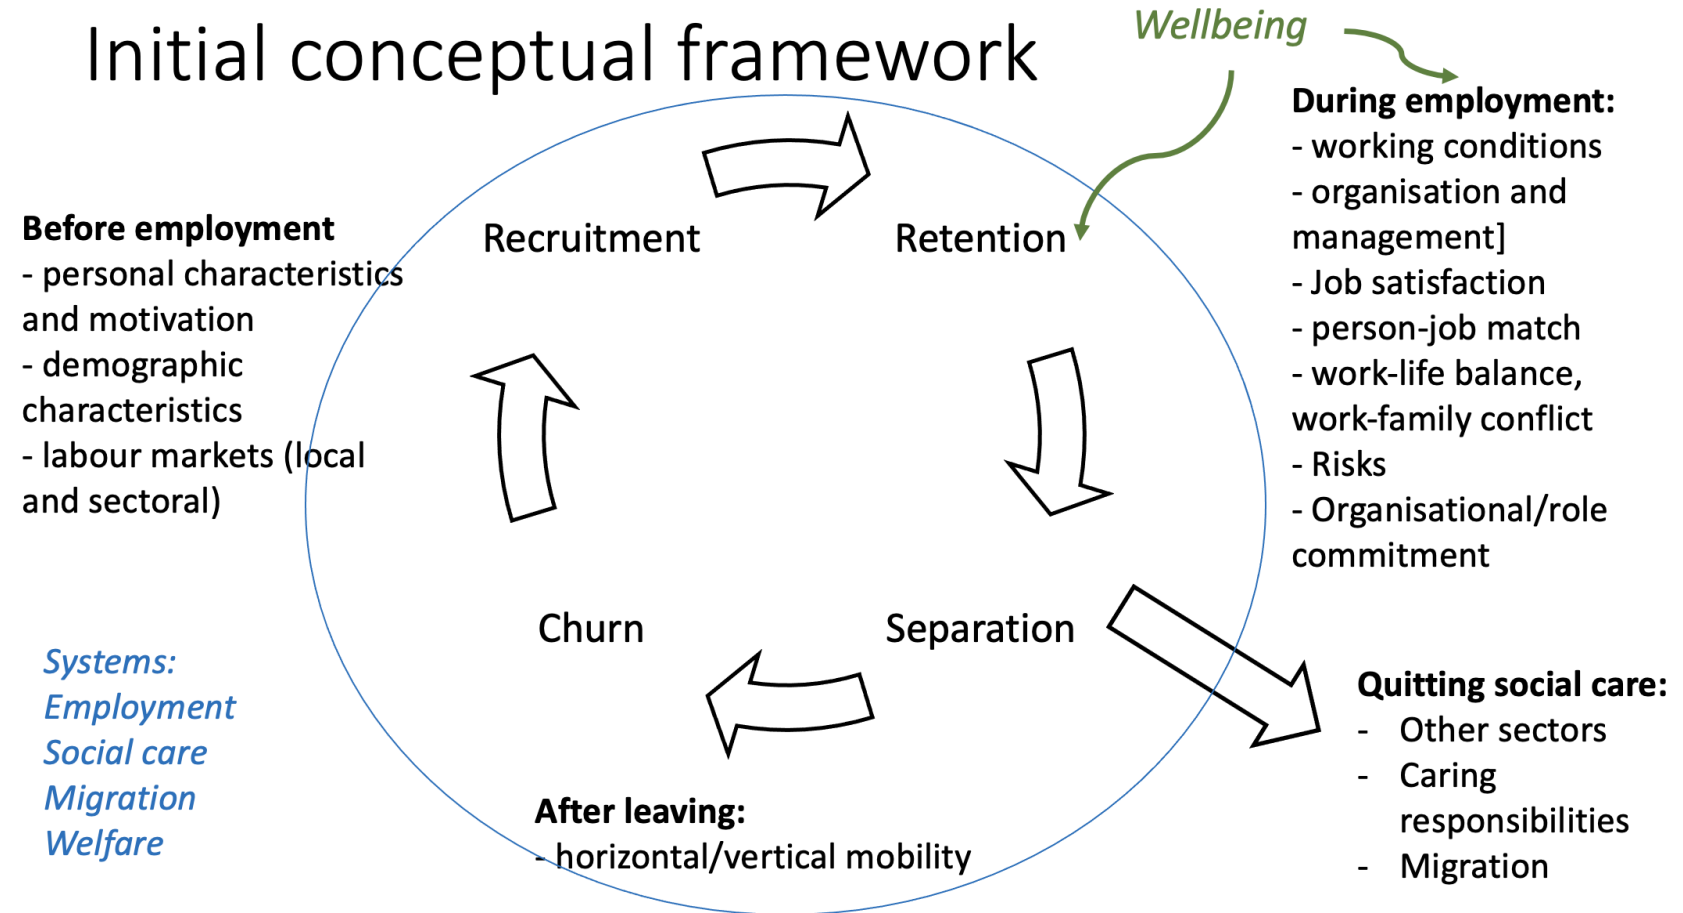 Initial conceptual framework
Wellbeing
Before employment
- personal characteristics
and motivation
- demographic
characteristics
- labour markets (local
and sectoral)
Recruitment
Retention
Separation
Churn
During employment:
- working conditions
- organisation and
management]
- Job satisfaction
- person-job match
- work-life balance,
work-family conflict
- Risks
- Organisational/role
commitment
Quitting social care:
- Other sectors
- Caring
responsibilities
- Migration
After leaving:
- horizontal/vertical mobility
Systems:
Employment
Social care
Migration
Welfare